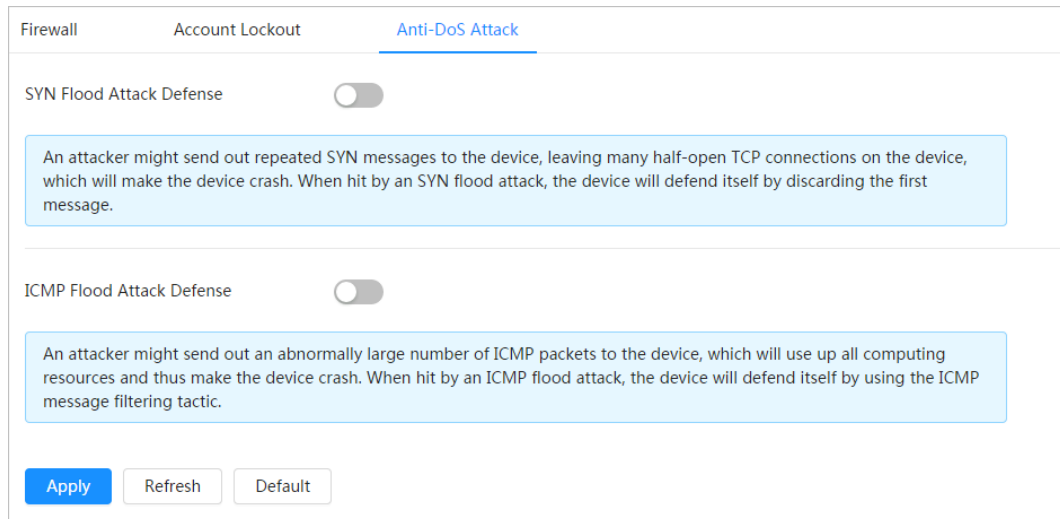 Firewall Account Lockout Anti-DoS Attack
SYN Flood Attack Defense
An attacker might send out repeated SYN messages to the device, leaving many half-open TCP connections on the device,
which will make the device crash. When hit by an SYN flood attack, the device will defend itself by discarding the first
message.
ICMP Flood Attack Defense
An attacker might send out an abnormally large number of ICMP packets to the device, which will use up all computing
resources and thus make the device crash. When hit by an ICMP flood attack, the device will defend itself by using the ICMP
message filtering tactic.
Apply Refresh Default